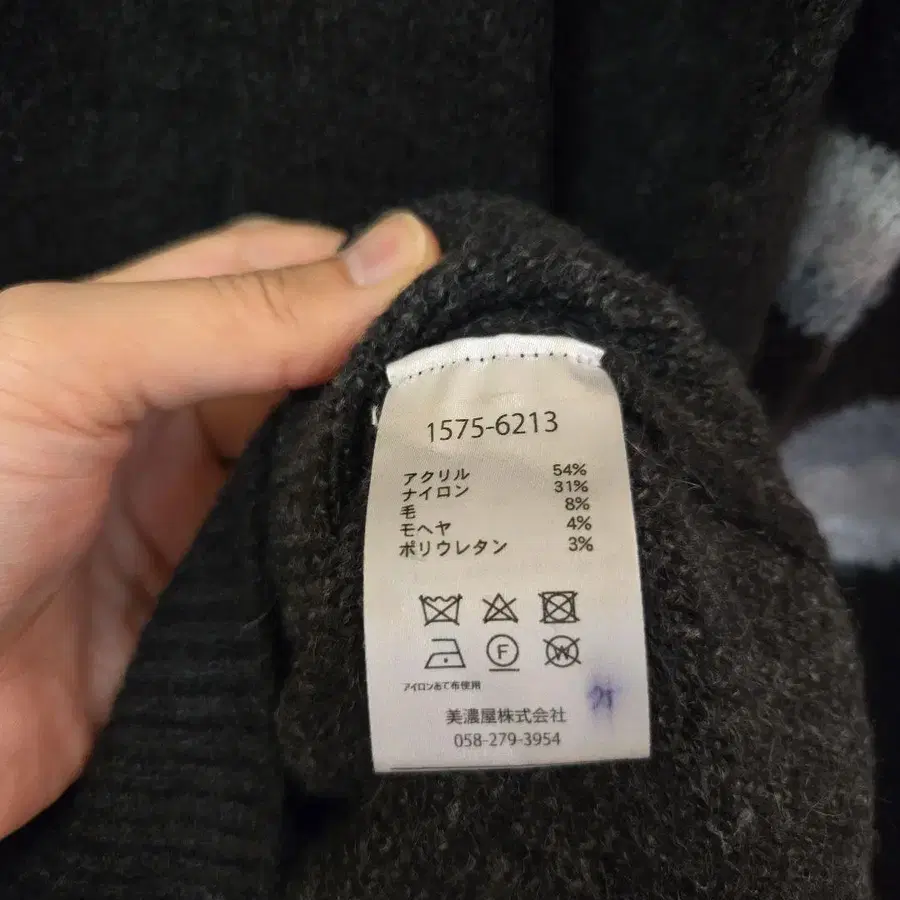 1575-6213
アクリル 54%
ナイロン 31%
毛 8%
モヘヤ 4%
ポリウレタン 3%
F W
アイロンあて布使用
美濃屋株式会社
058-279-3954